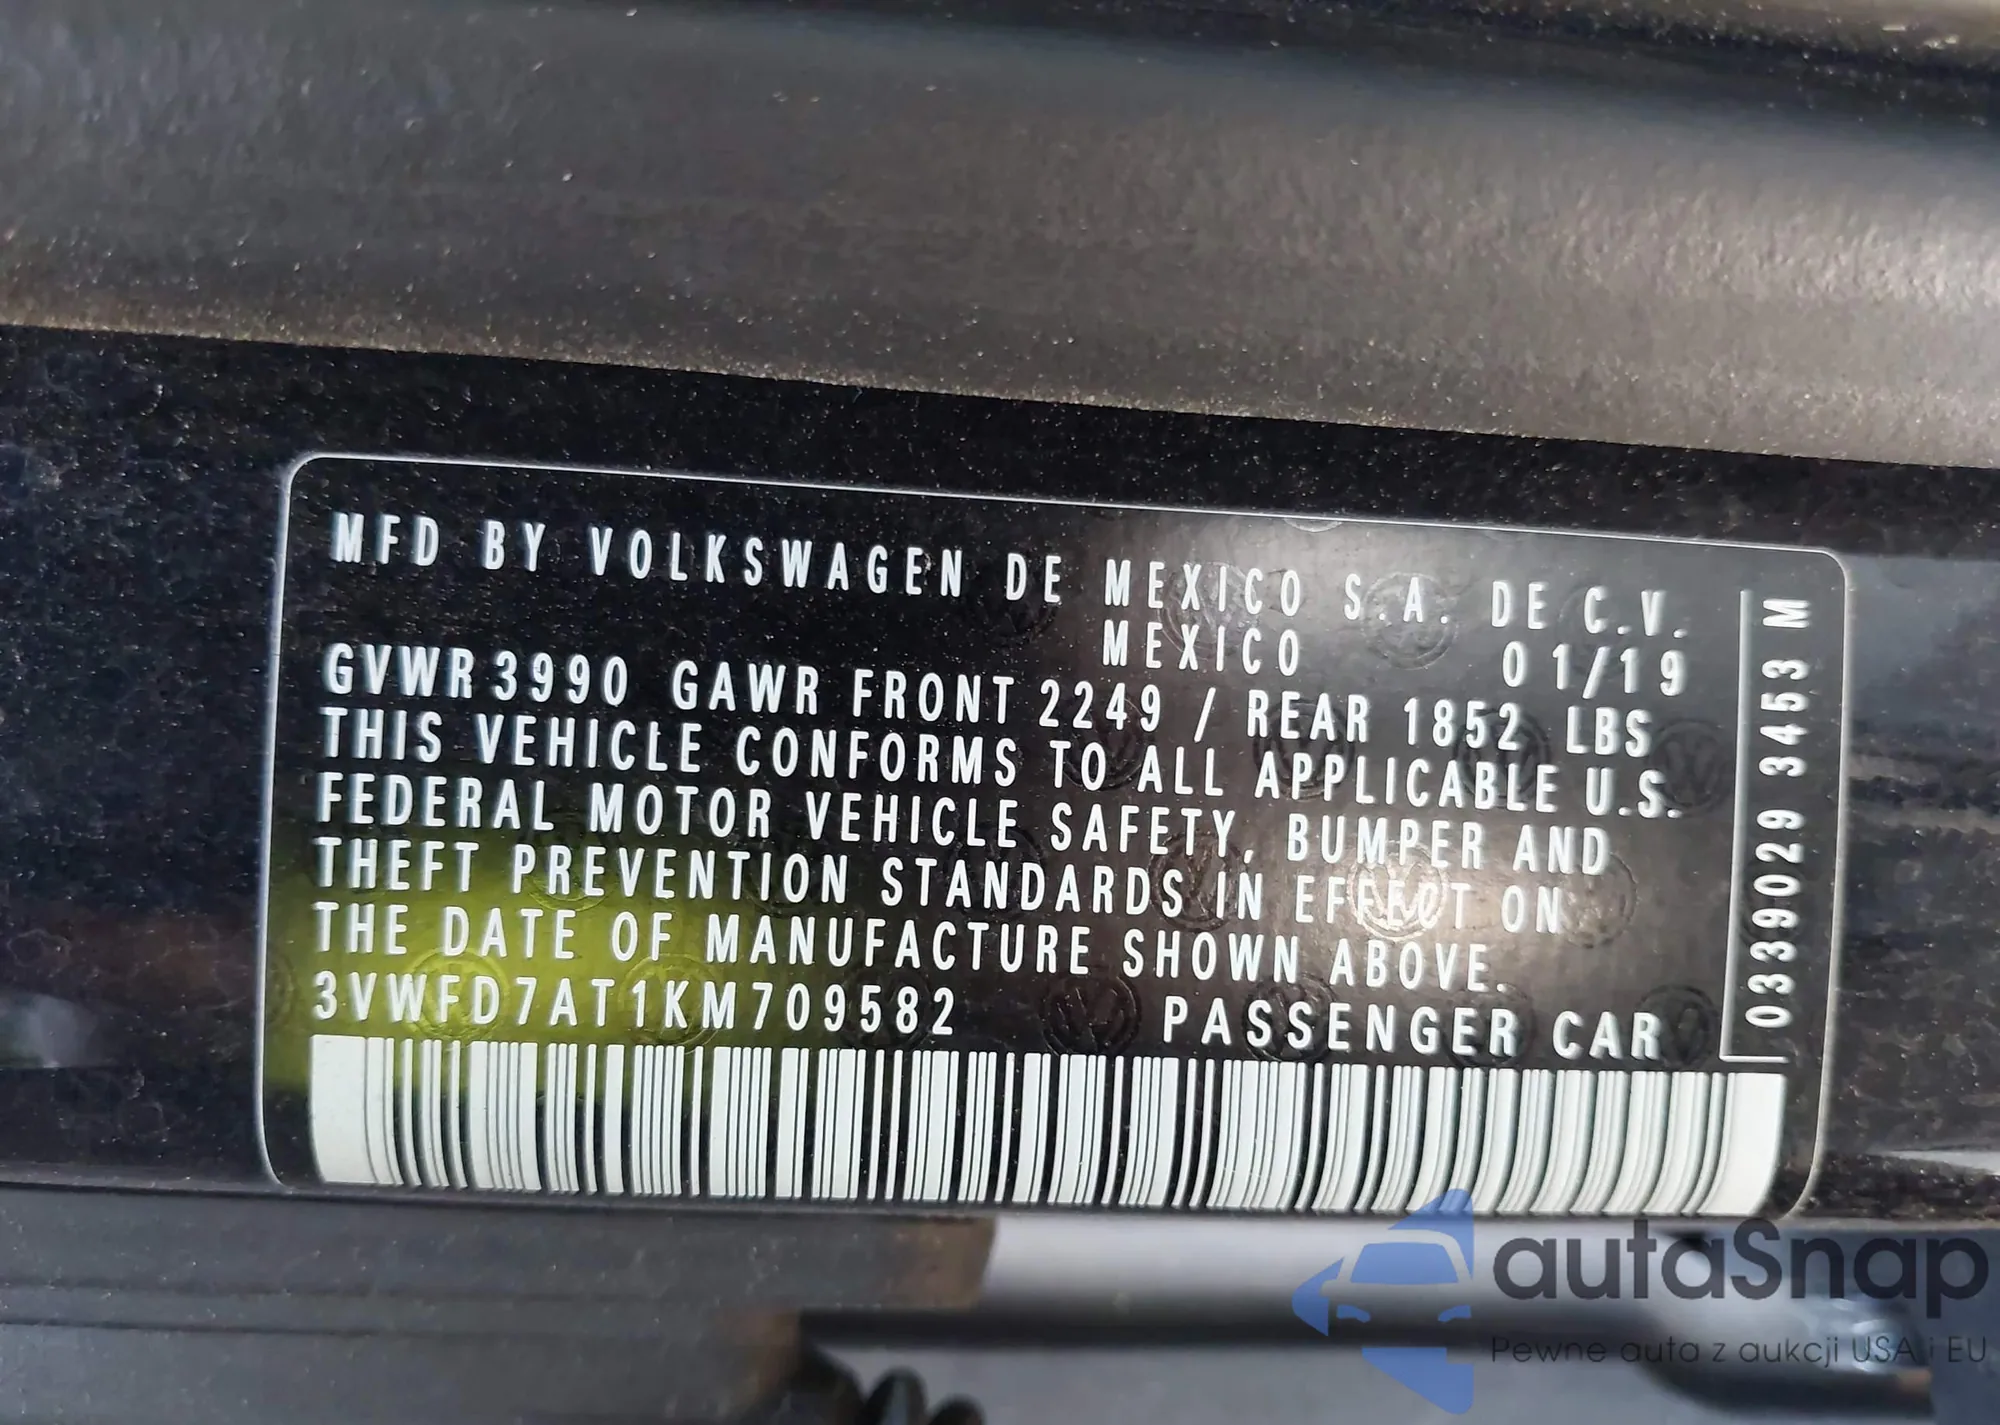 MFD BY VOLKSWAGEN DE MEXICO S.A. DE C.V.
MEXICO 01/19
GVWR 3990 GAWR FRONT 2249 / REAR 1852 LBS
THIS VEHICLE CONFORMS TO ALL APPLICABLE U.S.
FEDERAL MOTOR VEHICLE SAFETY, BUMPER AND
THEFT PREVENTION STANDARDS IN EFFECT ON
THE DATE OF MANUFACTURE SHOWN ABOVE.
3VWFD7AT1KM709582 PASSENGER CAR
0339029 3453 M
autaSnap
Pewne auta z aukcji USA i EU